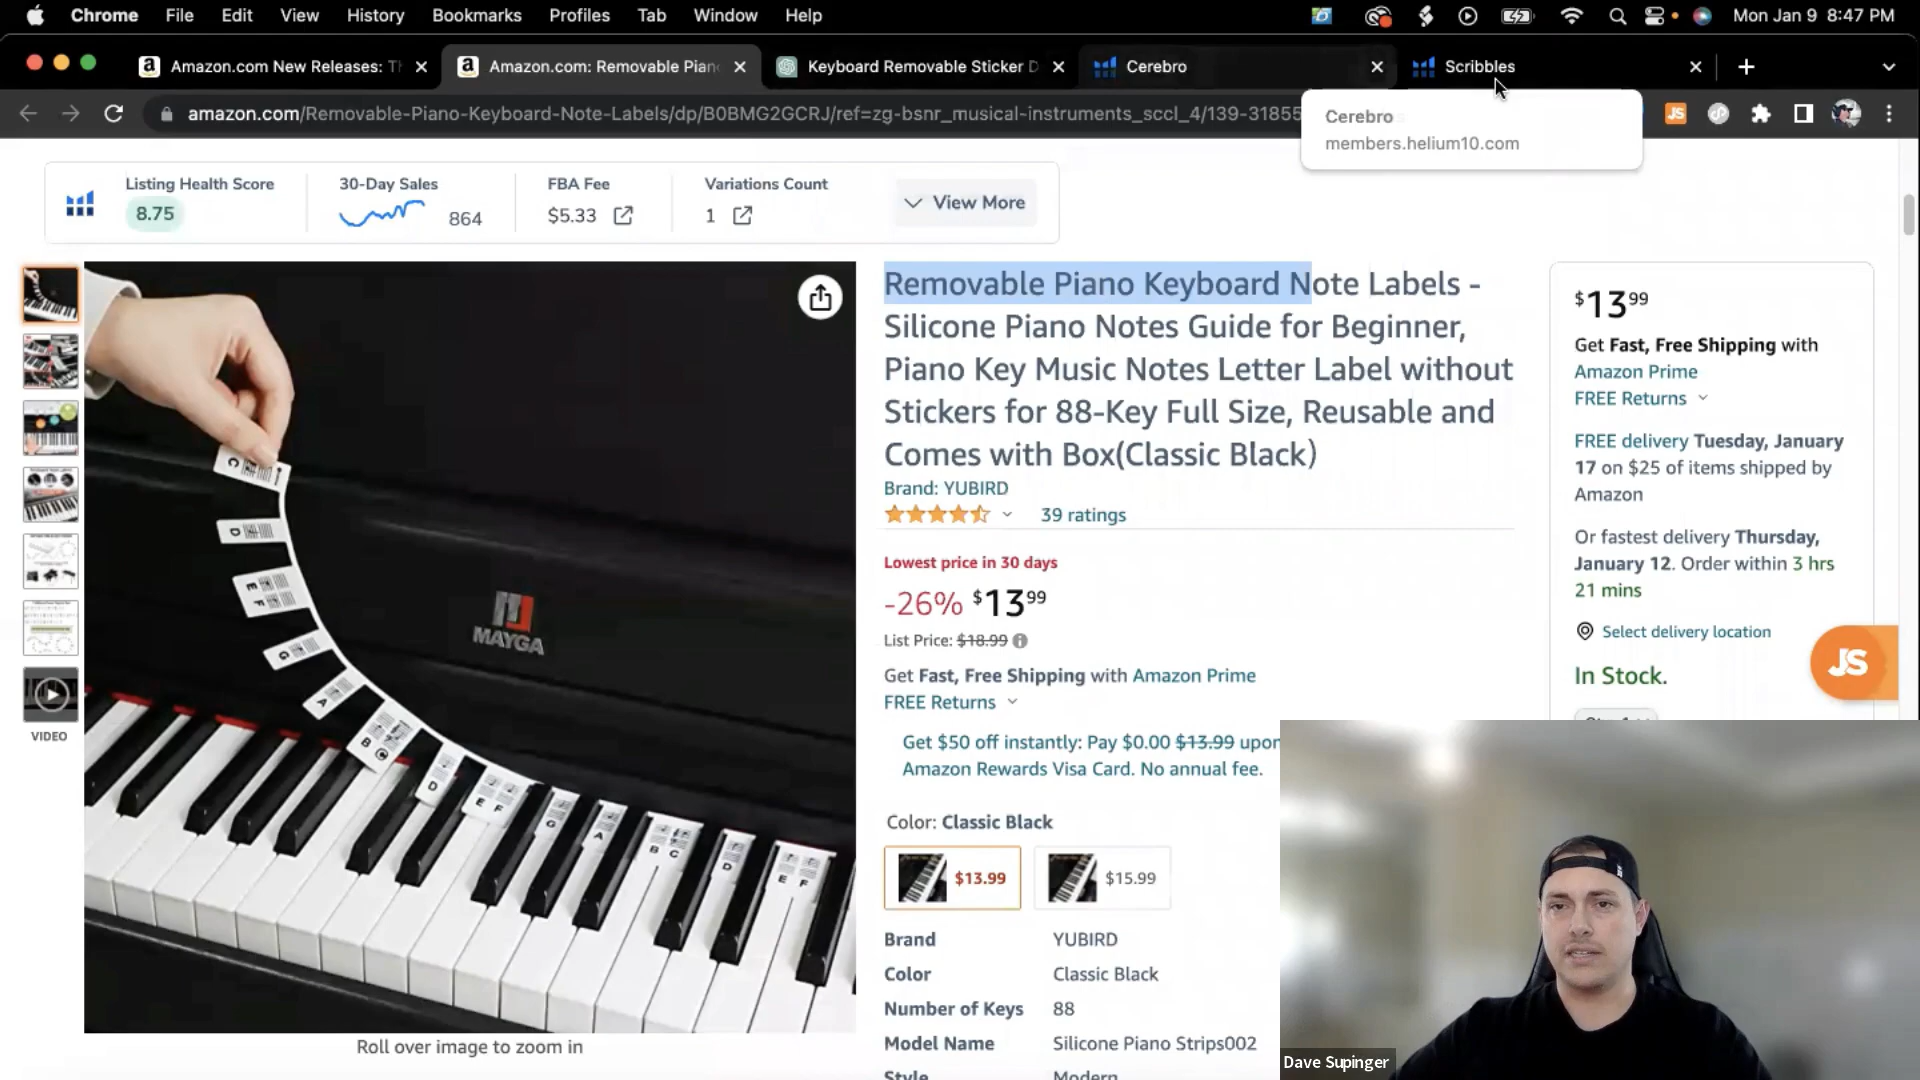 Chrome File Edit View History Bookmarks Profiles Tab Window Help Mon Jan 9 8:47 PM
Amazon.com New Releases: Amazon.com: Removable Pian Keyboard Removable Sticker D Cerebro Scribbles
amazon.com/Removable-Piano-Keyboard-Note-Labels/dp/B0BMG2GCRJ/ref=zg-bsnr_musical-instruments_sccl_4/139-31855
JS
Cerebro
members.helium10.com
Listing Health Score 30-Day Sales FBA Fee Variations Count
8.75 864 $5.33 1 View More
Removable Piano Keyboard Note Labels -
Silicone Piano Notes Guide for Beginner,
Piano Key Music Notes Letter Label without
Stickers for 88-Key Full Size, Reusable and
Comes with Box(Classic Black)
Brand: YUBIRD
39 ratings
Lowest price in 30 days
-26% $13 99
List Price: $18.99
Get Fast, Free Shipping with Amazon Prime
FREE Returns
Get $50 off instantly: Pay $0.00 $13.99 upon
Amazon Rewards Visa Card. No annual fee.
Color: Classic Black
$13.99 $15.99
Brand YUBIRD
Color Classic Black
Number of Keys 88
Model Name Silicone Piano Strips002
Style Modern
$13 99
Get Fast, Free Shipping with
Amazon Prime
FREE Returns
FREE delivery Tuesday, January
17 on $25 of items shipped by
Amazon
Or fastest delivery Thursday,
January 12. Order within 3 hrs
21 mins
Select delivery location
In Stock.
JS
VIDEO
MAYGA
C
D
E F
G
A
B C
D
E F
G
A
B C
D
E F
Roll over image to zoom in
Dave Supinger